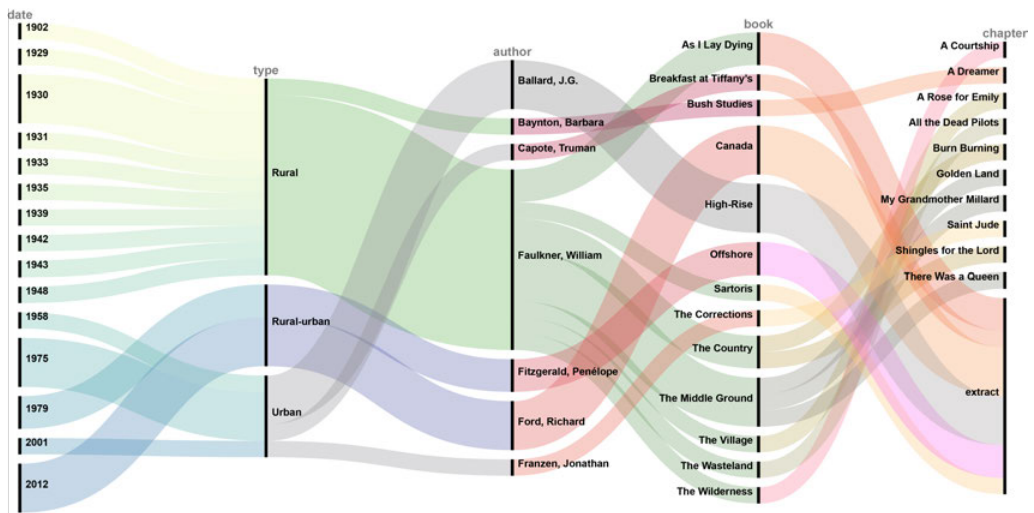 date
1902
1929
1930
1931
1933
1935
1939
1942
1943
1948
1958
1975
1979
2001
2012
type
Rural
Rural-urban
Urban
author
Ballard, J.G.
Baynton, Barbara
Capote, Truman
Faulkner, William
Fitzgerald, Penélope
Ford, Richard
Franzen, Jonathan
book
As I Lay Dying
Breakfast at Tiffany's
Bush Studies
Canada
High-Rise
Offshore
Sartoris
The Corrections
The Country
The Middle Ground
The Village
The Wasteland
The Wilderness
chapter
A Courtship
A Dreamer
A Rose for Emily
All the Dead Pilots
Burn Burning
Golden Land
My Grandmother Millard
Saint Jude
Shingles for the Lord
There Was a Queen
extract